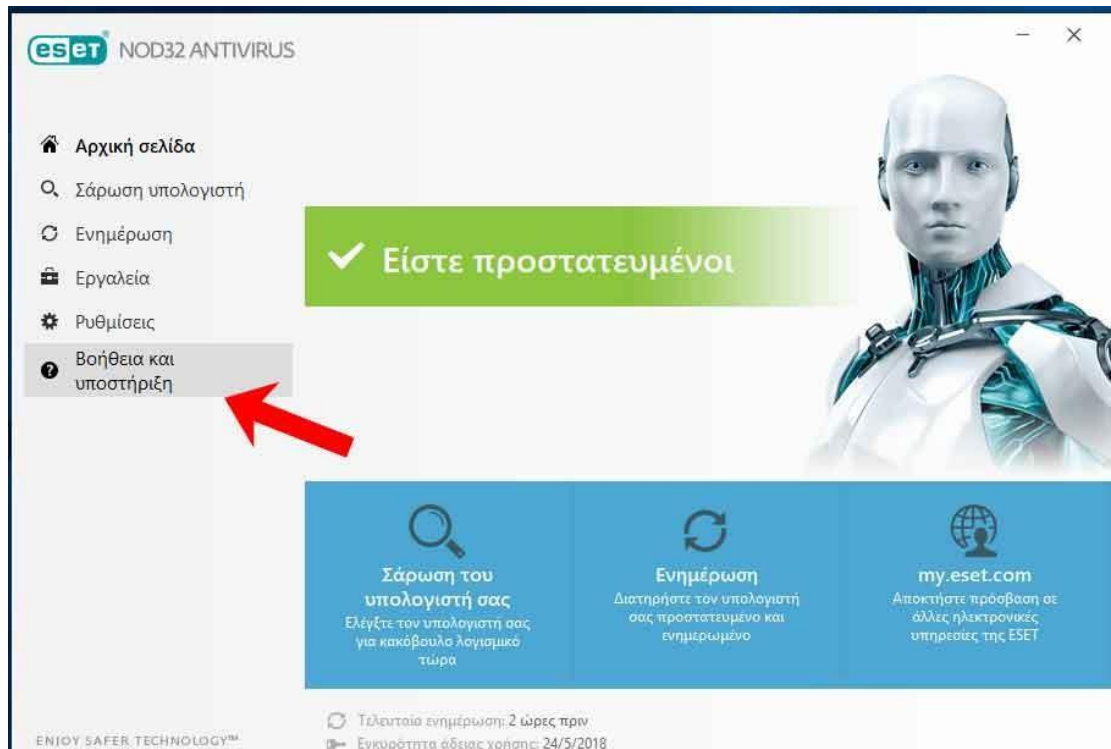 eset NOD32 ANTIVIRUS
Αρχική σελίδα
Σάρωση υπολογιστή
Ενημέρωση
Εργαλεία
Ρυθμίσεις
Βοήθεια και
υποστήριξη
Είστε προστατευμένοι
Σάρωση του
υπολογιστή σας
Ελέγξτε τον υπολογιστή σας
για κακόβουλο λογισμικό
τώρα
Ενημέρωση
Διατηρήστε τον υπολογιστή
σας προστατευμένο και
ενημερωμένο
my.eset.com
Αποκτήστε πρόσβαση σε
άλλες ηλεκτρονικές
υπηρεσίες της ESET
Τελευταία ενημέρωση: 2 ώρες πριν
Εγκυρότητα άδειας χρήσης: 24/5/2018
ENJOY SAFER TECHNOLOGY™